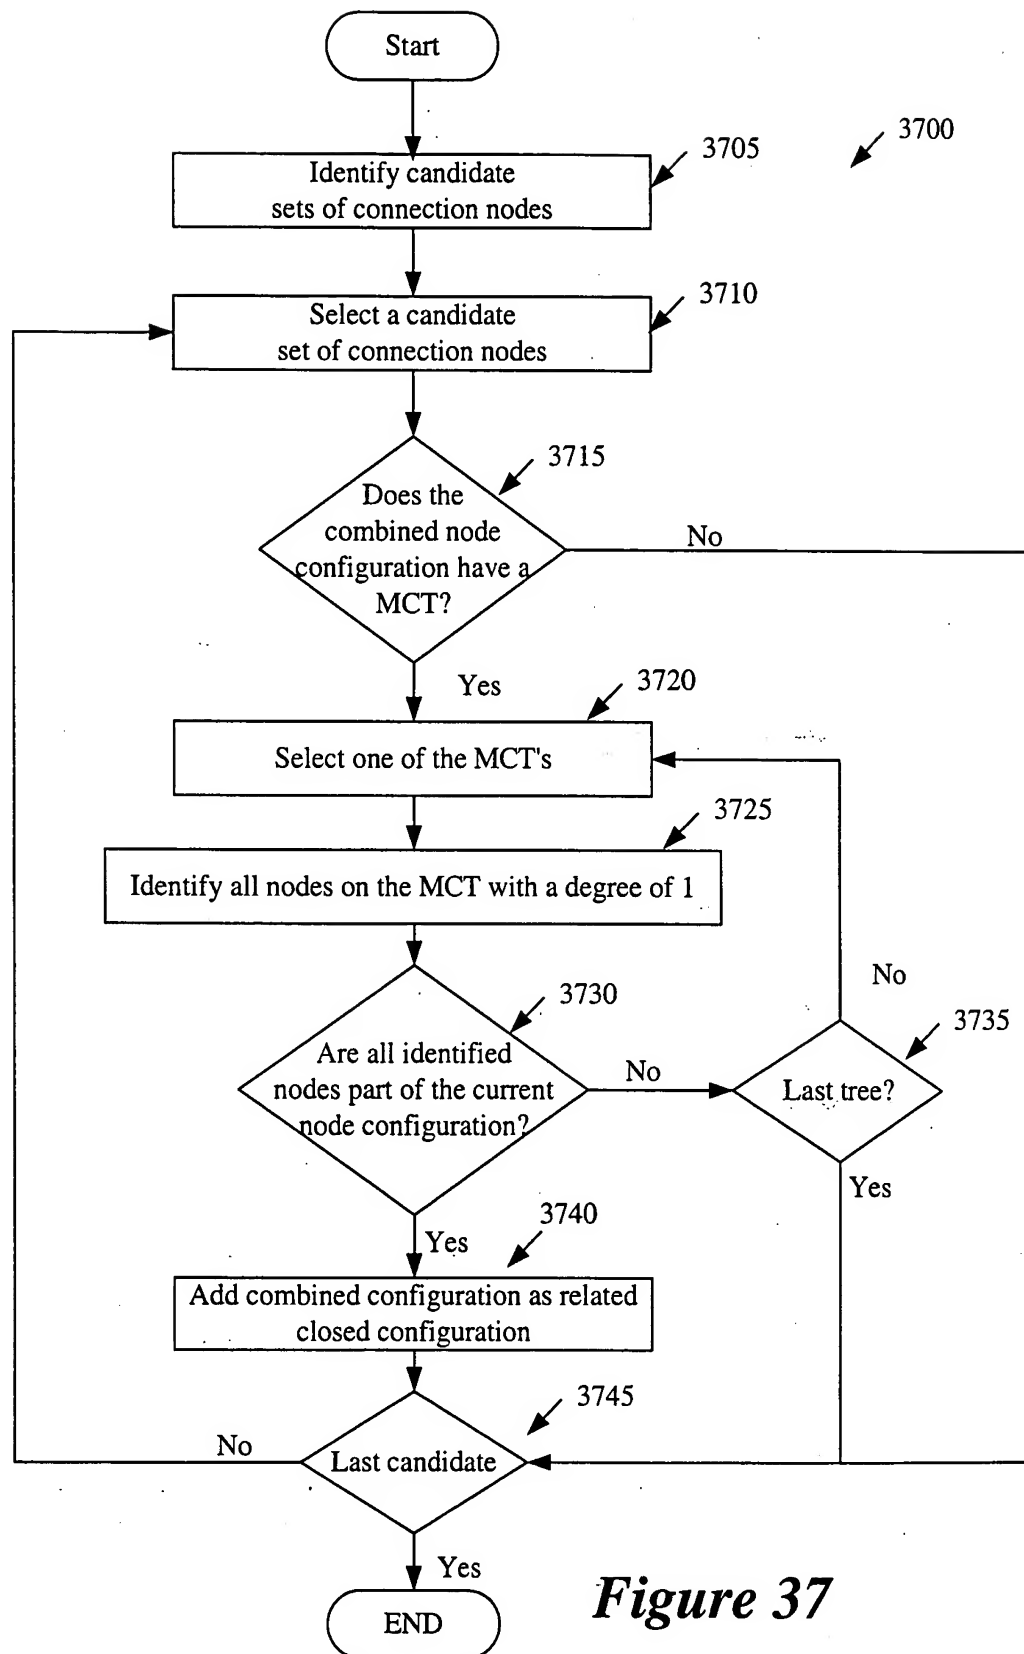 Start
3700
3705
Identify candidate
sets of connection nodes
3710
Select a candidate
set of connection nodes
3715
Does the
combined node
configuration have a
MCT?
No
Yes
3720
Select one of the MCT's
3725
Identify all nodes on the MCT with a degree of 1
No
3730
3735
Are all identified
nodes part of the current
node configuration?
No
Last tree?
Yes
3740
Yes
Add combined configuration as related
closed configuration
3745
No
Last candidate
Yes
END
Figure 37